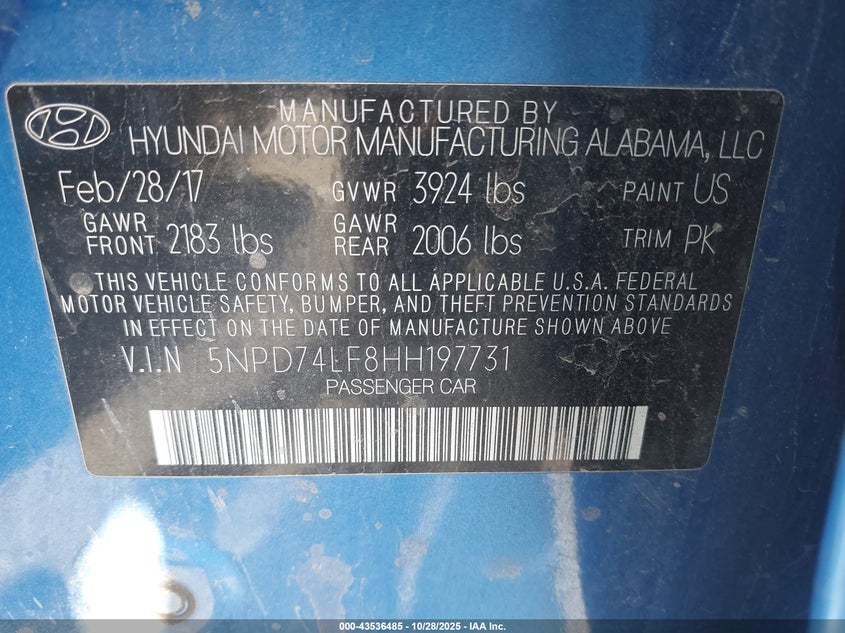 MANUFACTURED BY
HYUNDAI MOTOR MANUFACTURING ALABAMA, LLC
Feb/28/17 GVWR 3924 lbs PAINT US
GAWR FRONT 2183 lbs GAWR REAR 2006 lbs TRIM PK
THIS VEHICLE CONFORMS TO ALL APPLICABLE U.S.A. FEDERAL
MOTOR VEHICLE SAFETY, BUMPER, AND THEFT PREVENTION STANDARDS
IN EFFECT ON THE DATE OF MANUFACTURE SHOWN ABOVE
V.I.N 5NPD74LF8HH197731
PASSENGER CAR
000-43536485 - 10/28/2025 - IAA Inc.